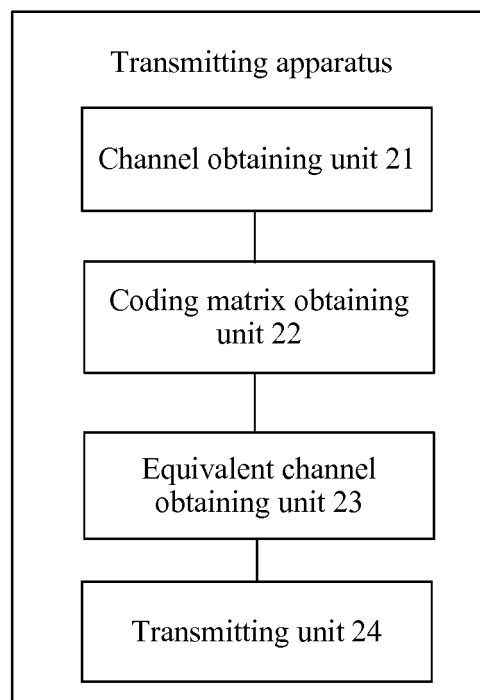 Transmitting apparatus
Channel obtaining unit 21
Coding matrix obtaining
unit 22
Equivalent channel
obtaining unit 23
Transmitting unit 24